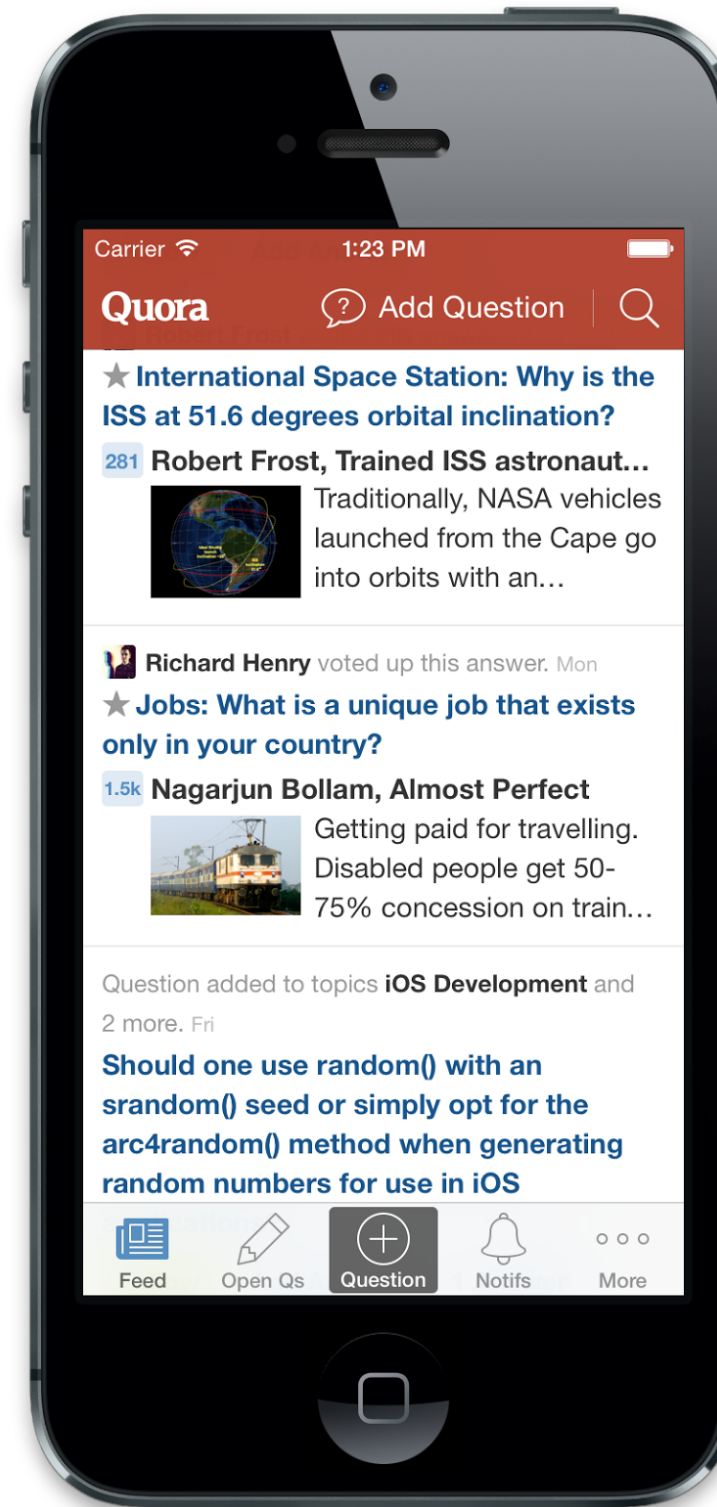 Carrier 1:23 PM
Quora Add Question
International Space Station: Why is the
ISS at 51.6 degrees orbital inclination?
281 Robert Frost, Trained ISS astronaut...
Traditionally, NASA vehicles
launched from the Cape go
into orbits with an...
Richard Henry voted up this answer. Mon
Jobs: What is a unique job that exists
only in your country?
1.5k Nagarjun Bollam, Almost Perfect
Getting paid for travelling.
Disabled people get 50-
75% concession on train...
Question added to topics iOS Development and
2 more. Fri
Should one use random() with an
srandom() seed or simply opt for the
arc4random() method when generating
random numbers for use in iOS
Feed Open Qs Question Notifs More